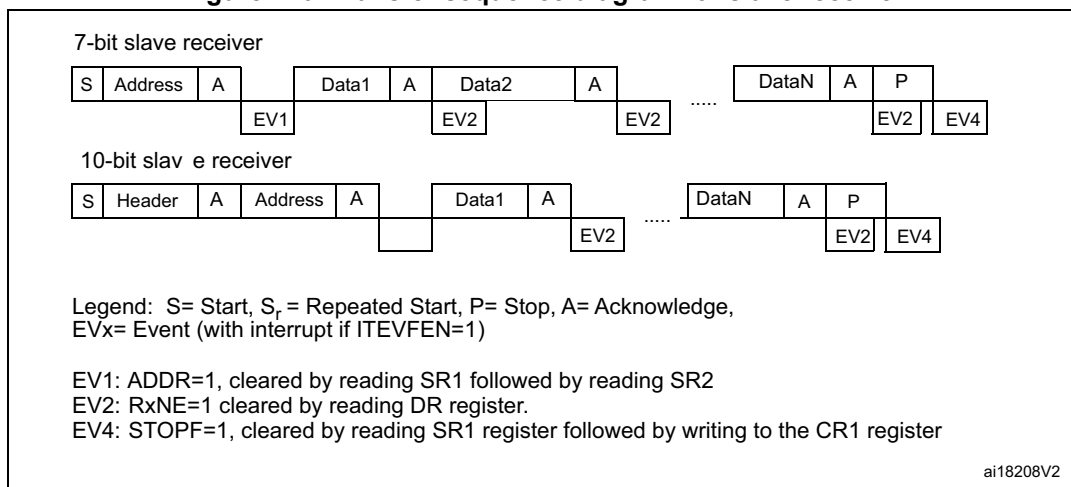 7-bit slave receiver
S Address A Data1 A Data2 A ..... DataN A P
EV1 EV2 EV2 EV2 EV4
10-bit slav e receiver
S Header A Address A Data1 A ..... DataN A P
EV2 EV2 EV4
Legend: S= Start, Sr = Repeated Start, P= Stop, A= Acknowledge,
EVx= Event (with interrupt if ITEVFEN=1)
EV1: ADDR=1, cleared by reading SR1 followed by reading SR2
EV2: RxNE=1 cleared by reading DR register.
EV4: STOPF=1, cleared by reading SR1 register followed by writing to the CR1 register
ai18208V2